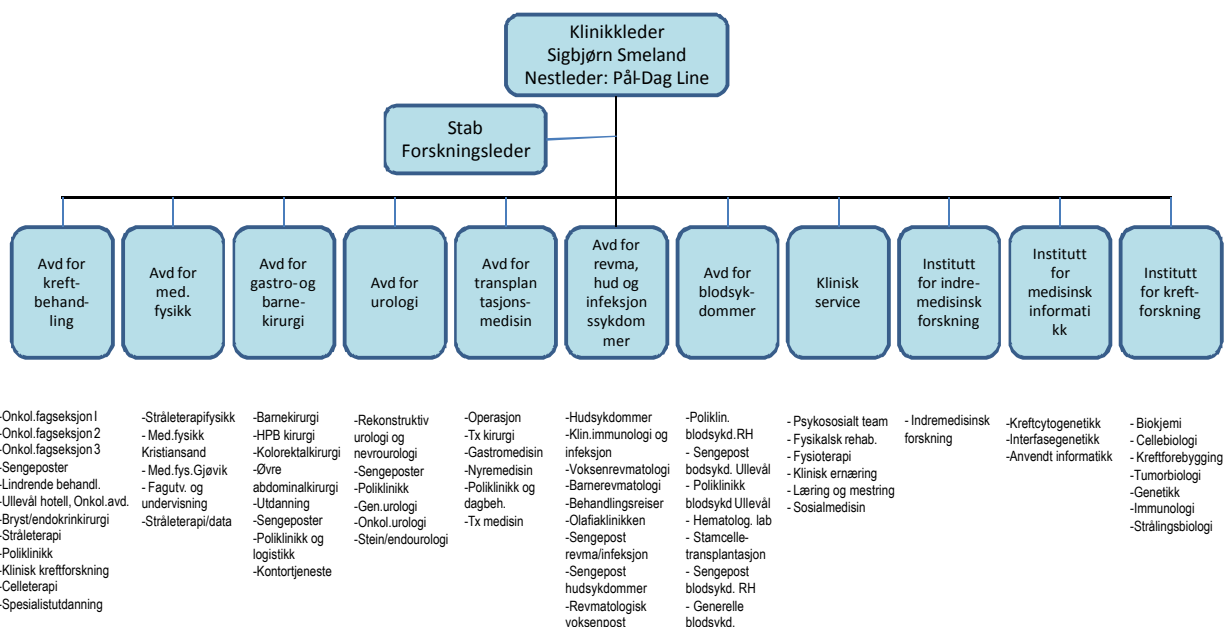 Klinikkleder
Sigbjørn Smeland
Nestleder: Pål-Dag Line
Stab
Forskningsleder
Avd for
kreft-
behand-
ling
Avd for
med.
fysikk
Avd for
gastro-og
barne-
kirurgi
Avd for
urologi
Avd for
transplan
tasjons-
medisin
Avd for
revma,
hud og
infeksjon
ssykdom
mer
Avd for
blodsyk-
dommer
Klinisk
service
Institutt
for indre-
medisinsk
forskning
Institutt
for
medisinsk
informati
kk
Institutt
for kreft-
forskning
-Onkol.fagseksjon 1
-Onkol.fagseksjon 2
-Onkol.fagseksjon 3
-Sengeposter
-Lindrende behandl.
-Ullevål hotell, Onkol.avd.
-Bryst/endokrinkirurgi
-Stråleterapi
-Poliklinikk
-Klinisk kreftforskning
-Celleterapi
-Spesialistutdanning
-Stråleterapifysikk
- Med.fysikk
Kristiansand
- Med.fys.Gjøvik
- Fagutv. og
undervisning
-Stråleterapi/data
-Barnekirurgi
-HPB kirurgi
-Kolorektalkirurgi
-Øvre
abdominalkirurgi
-Utdanning
-Sengeposter
-Poliklinikk og
logistikk
-Kontortjeneste
-Rekonstruktiv
urologi og
nevrourologi
-Sengeposter
-Poliklinikk
-Gen.urologi
-Onkol.urologi
-Stein/endourologi
-Operasjon
-Tx kirurgi
-Gastromedisin
-Nyremedisin
-Poliklinikk og
dagbeh.
-Tx medisin
-Hudsykdommer
-Klin.immunologi og
infeksjon
-Voksenrevmatologi
-Barnerevmatologi
-Behandlingsreiser
-Olafiaklinikken
-Sengepost
revma/infeksjon
-Sengepost
hudsykdommer
-Revmatologisk
voksenpost
-Poliklin.
blodsykd.RH
- Sengepost
bodsykd. Ullevål
- Poliklinikk
blodsykd Ullevål
- Hematolog. lab
- Stamcelle-
transplantasjon
- Sengepost
blodsykd. RH
- Generelle
blodsykd.
- Psykososialt team
- Fysikalsk rehab.
- Fysioterapi
- Klinisk ernæring
- Læring og mestring
- Sosialmedisin
- Indremedisinsk
forskning
-Kreftcytogenetikk
-Interfasegenetikk
-Anvendt informatikk
- Biokjemi
- Cellebiologi
- Kreftforebygging
-Tumorbiologi
-Genetikk
-Immunologi
-Strålingsbiologi